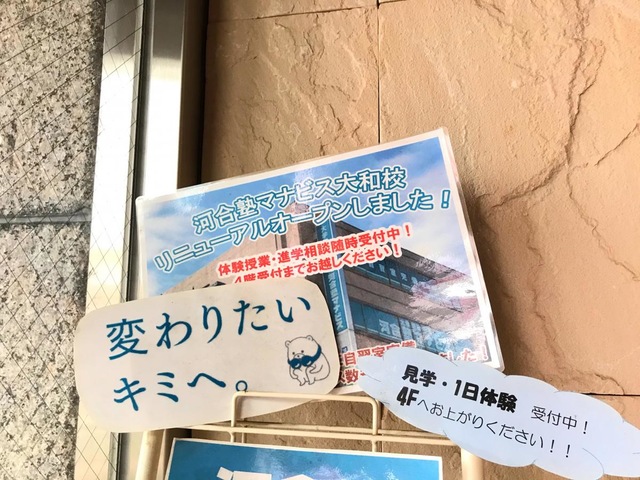 河合塾マナビス大和校
リニューアルオープンしました！
体験授業・進学相談随時受付中！
4階受付までお越しください！
変わりたい
キミへ。
見学・1日体験 受付中！
4Fへお上がりください！！